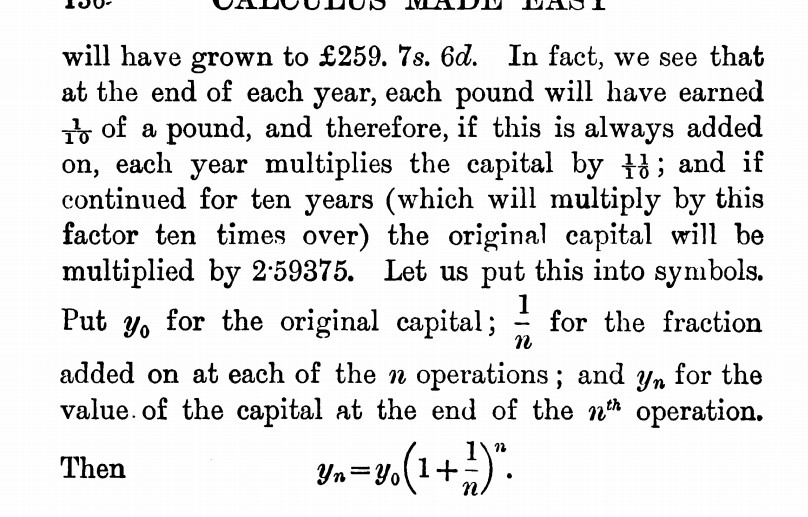 CALCULUS MADE EASY
will have grown to £259. 7s. 6d. In fact, we see that
at the end of each year, each pound will have earned
1/10 of a pound, and therefore, if this is always added
on, each year multiplies the capital by 11/10; and if
continued for ten years (which will multiply by this
factor ten times over) the original capital will be
multiplied by 2·59375. Let us put this into symbols.
Put y₀ for the original capital; 1/n for the fraction
added on at each of the n operations; and yₙ for the
value of the capital at the end of the nᵗʰ operation.
Then yₙ=y₀(1+1/n)ⁿ.